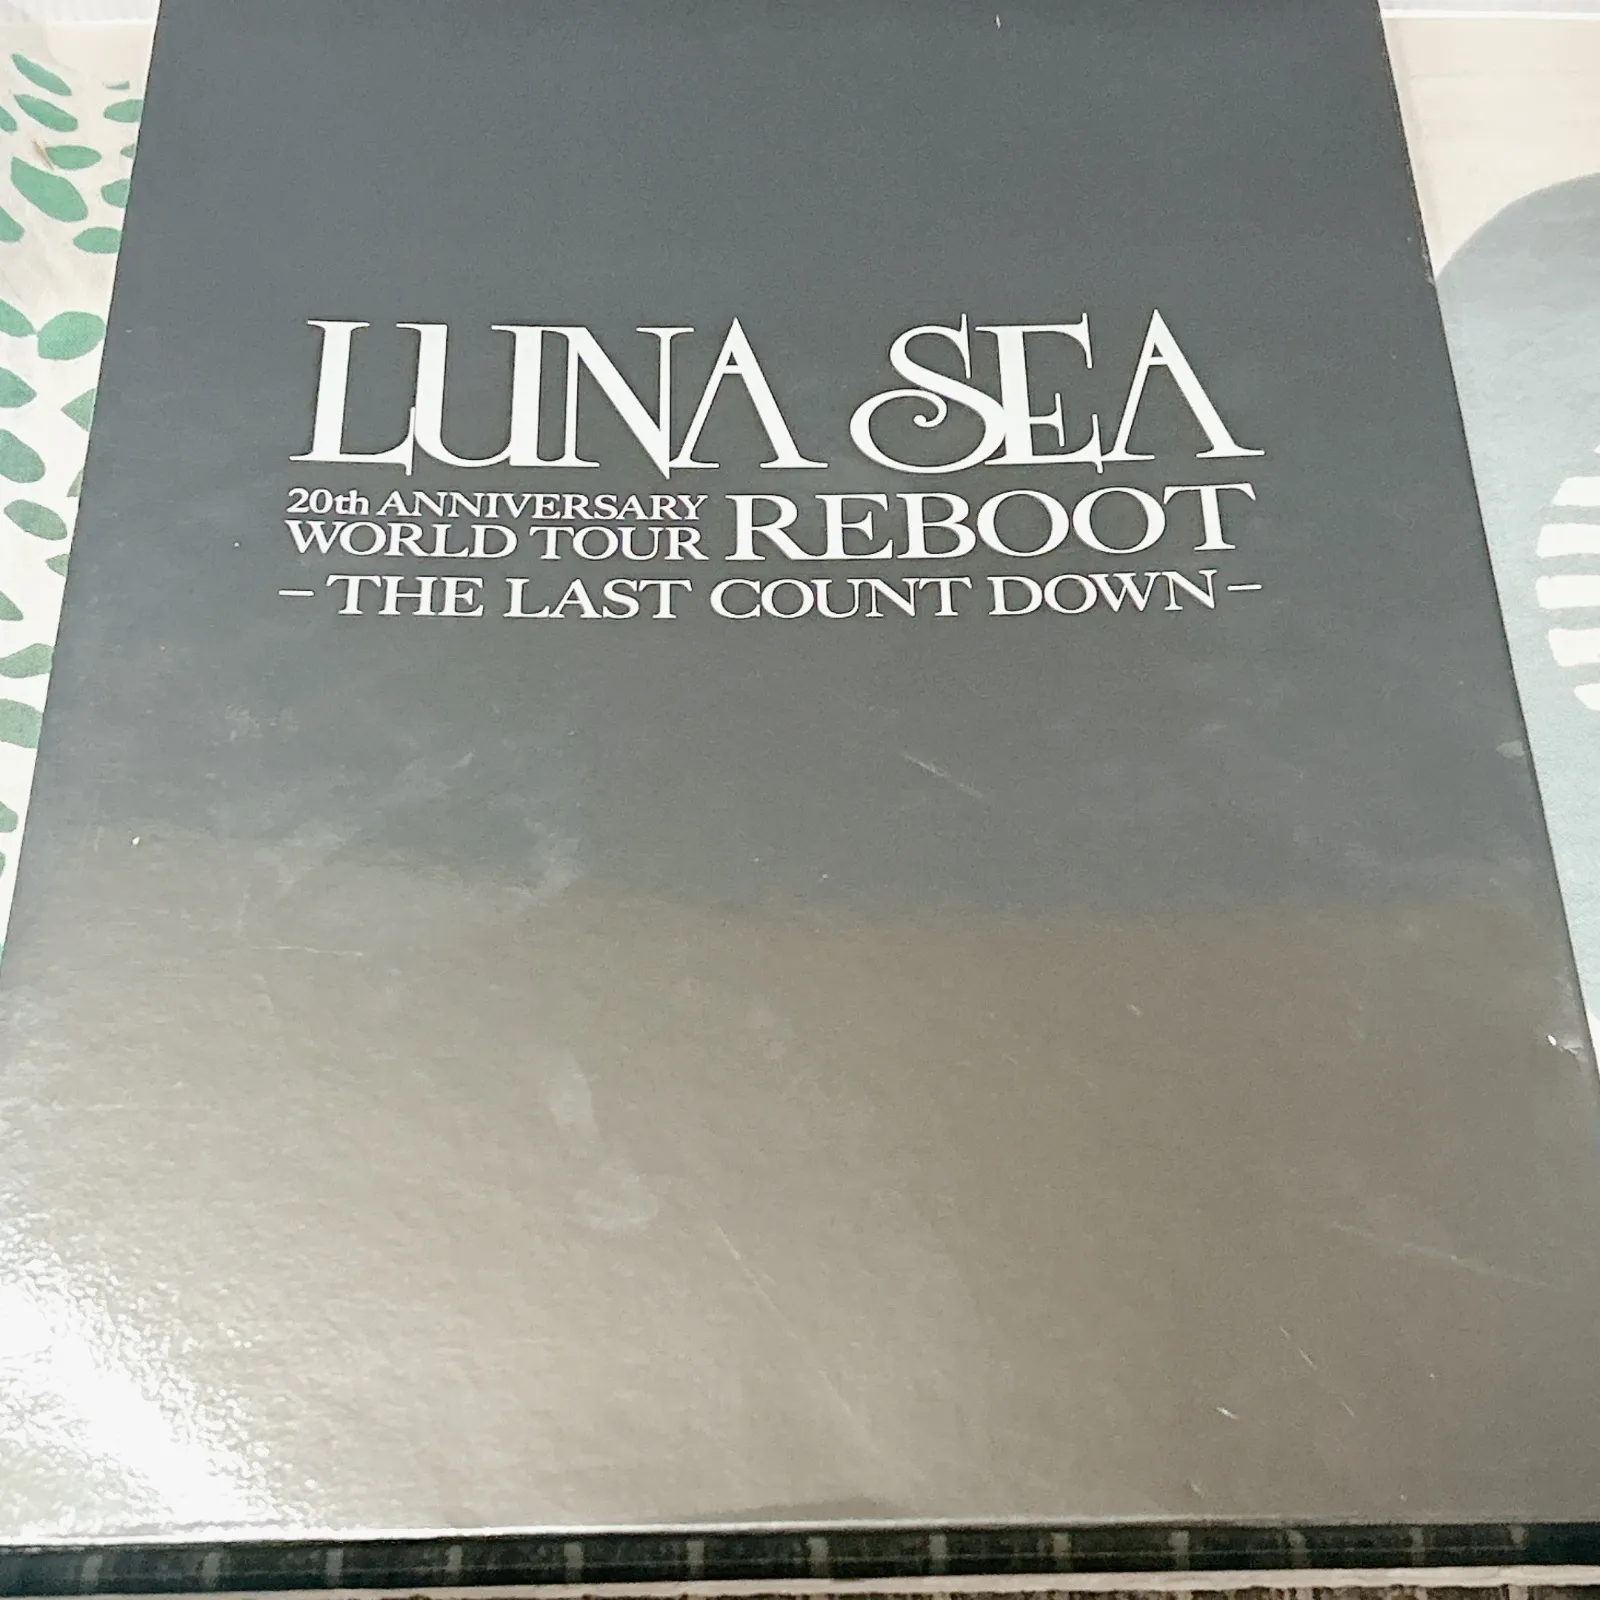 LUNA SEA
20th ANNIVERSARY
WORLD TOUR REBOOT
-THE LAST COUNT DOWN-